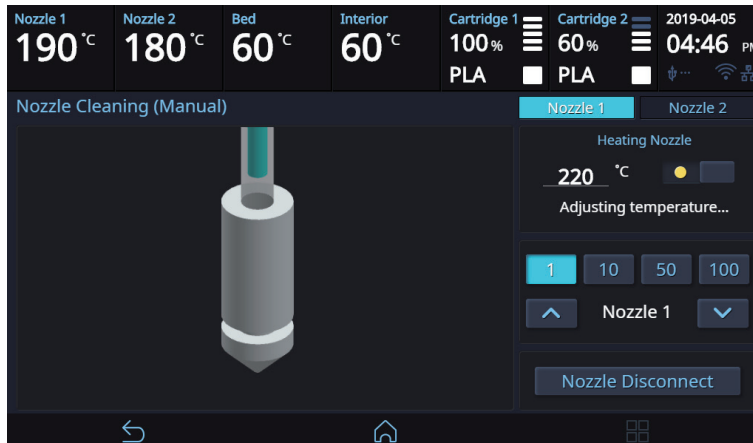 Nozzle 1 Nozzle 2 Bed Interior Cartridge 1 Cartridge 2 2019-04-05
190 °C 180 °C 60 °C 60 °C 100 % 60 % 04:46 PM
PLA PLA
Nozzle Cleaning (Manual) Nozzle 1 Nozzle 2
Heating Nozzle
220 °C
Adjusting temperature...
1 10 50 100
Nozzle 1
Nozzle Disconnect